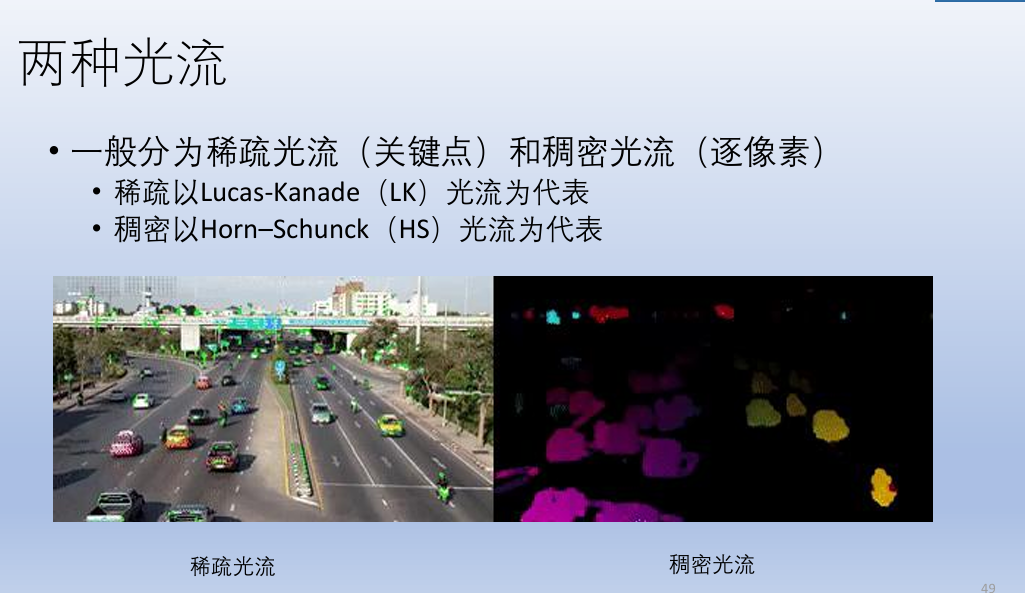 两种光流
• 一般分为稀疏光流（关键点）和稠密光流（逐像素）
• 稀疏以Lucas-Kanade（LK）光流为代表
• 稠密以Horn–Schunck（HS）光流为代表
稀疏光流
稠密光流
49